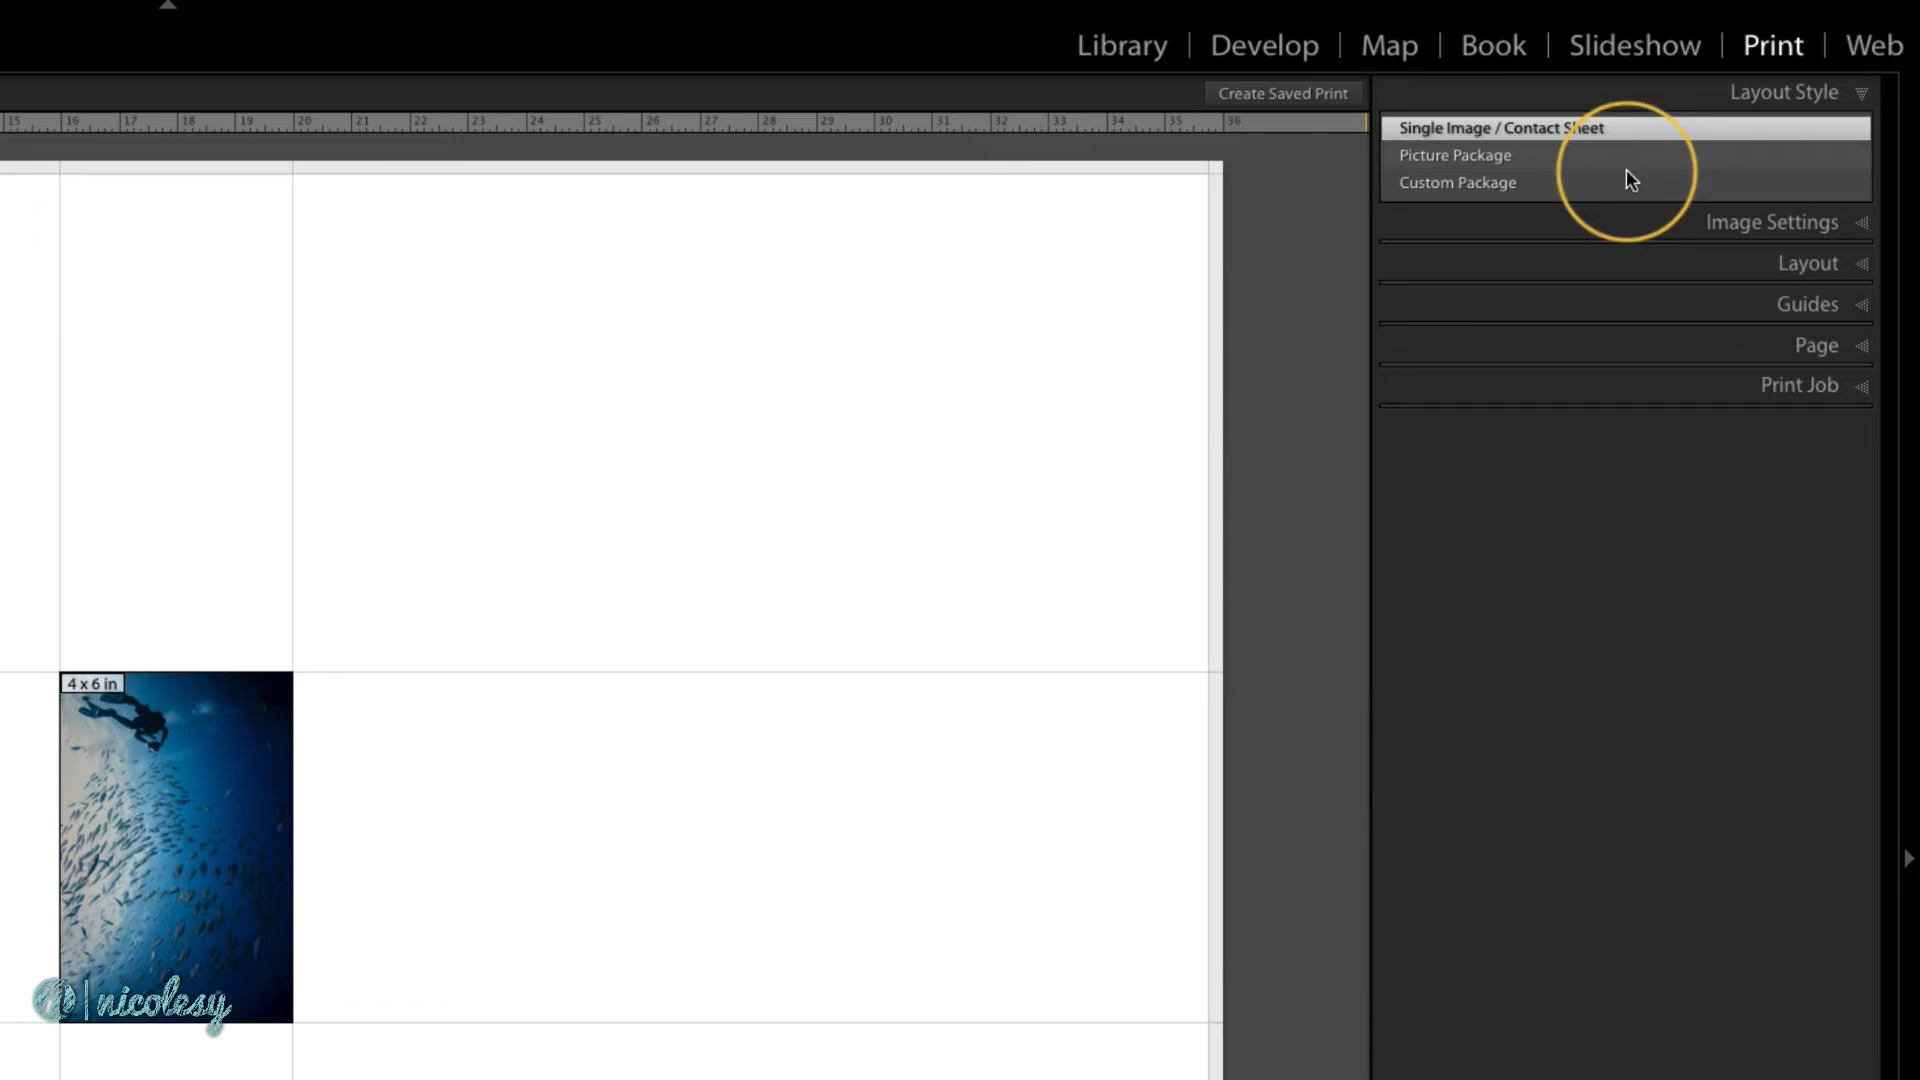 Library | Develop | Map | Book | Slideshow | Print | Web
Create Saved Print
Layout Style
15 16 17 18 19 20 21 22 23 24 25 26 27 28 29 30 31 32 33 34 35 36
Single Image / Contact Sheet
Picture Package
Custom Package
Image Settings
Layout
Guides
Page
Print Job
4 x 6 in
@|nicolesy